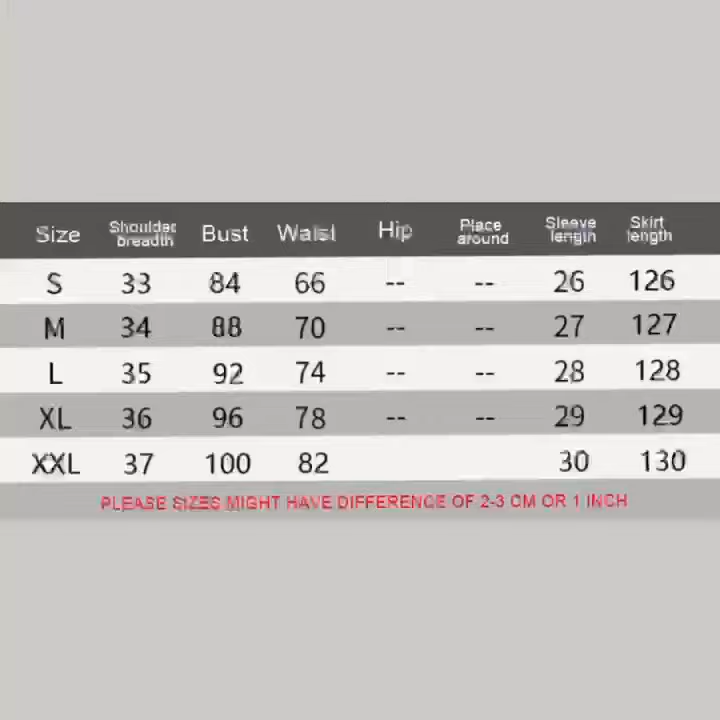 Size Shoulder breadth Bust Waist Hip Place around Sleeve length Skirt length
S 33 84 66 -- -- 26 126
M 34 88 70 -- -- 27 127
L 35 92 74 -- -- 28 128
XL 36 96 78 -- -- 29 129
XXL 37 100 82 30 130
PLEASE SIZES MIGHT HAVE DIFFERENCE OF 2-3 CM OR 1 INCH